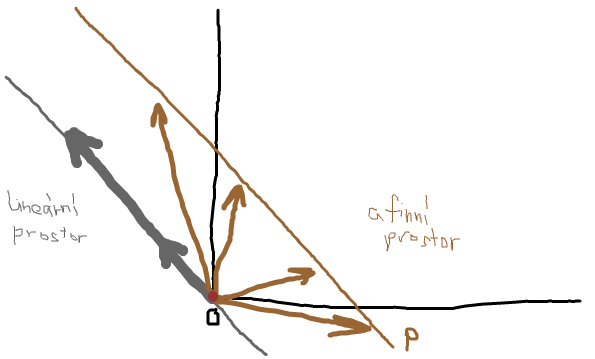 lineární
prostor
afinní
prostor
0
P